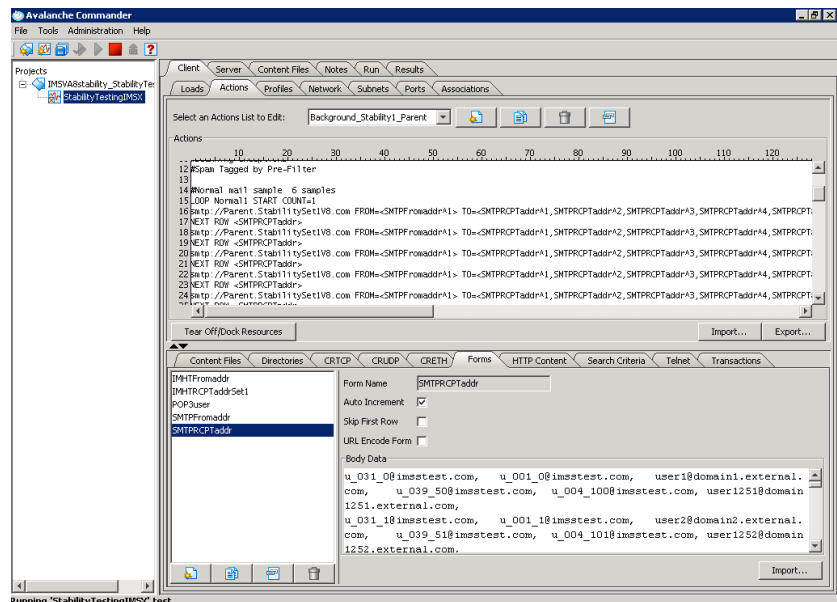 Avalanche Commander
File Tools Administration Help
Projects
IMSVA8stability_StabilityTe
StabilityTestingIMSX
Client Server Content Files Notes Run Results
Loads Actions Profiles Network Subnets Ports Associations
Select an Actions List to Edit: Background_Stability1_Parent
Actions
10 20 30 40 50 60 70 80 90 100 110 120
12 #Spam Tagged by Pre-Filter
13
14 #Normal mail sample 6 samples
15 LOOP Normal1 START COUNT=1
16 smtp://Parent.StabilitySet1V8.com FROM=<SMTPFromaddr^1> TO=<SMTPRCPTaddr^1,SMTPRCPTaddr^2,SMTPRCPTaddr^3,SMTPRCPTaddr^4,SMTPRCPT
17 NEXT ROW <SMTPRCPTaddr>
18 smtp://Parent.StabilitySet1V8.com FROM=<SMTPFromaddr^1> TO=<SMTPRCPTaddr^1,SMTPRCPTaddr^2,SMTPRCPTaddr^3,SMTPRCPTaddr^4,SMTPRCPT
19 NEXT ROW <SMTPRCPTaddr>
20 smtp://Parent.StabilitySet1V8.com FROM=<SMTPFromaddr^1> TO=<SMTPRCPTaddr^1,SMTPRCPTaddr^2,SMTPRCPTaddr^3,SMTPRCPTaddr^4,SMTPRCPT
21 NEXT ROW <SMTPRCPTaddr>
22 smtp://Parent.StabilitySet1V8.com FROM=<SMTPFromaddr^1> TO=<SMTPRCPTaddr^1,SMTPRCPTaddr^2,SMTPRCPTaddr^3,SMTPRCPTaddr^4,SMTPRCPT
23 NEXT ROW <SMTPRCPTaddr>
24 smtp://Parent.StabilitySet1V8.com FROM=<SMTPFromaddr^1> TO=<SMTPRCPTaddr^1,SMTPRCPTaddr^2,SMTPRCPTaddr^3,SMTPRCPTaddr^4,SMTPRCPT
Tear Off/Dock Resources Import... Export...
Content Files Directories CRTCP CRUDP CRETH Forms HTTP Content Search Criteria Telnet Transactions
IMHTFromaddr
IMHTRCPTaddrSet1
POP3user
SMTPFromaddr
SMTPRCPTaddr
Form Name SMTPRCPTaddr
Auto Increment
Skip First Row
URL Encode Form
Body Data
u_031_0@imsstest.com, u_001_0@imsstest.com, user1@domain1.external.
com, u_039_50@imsstest.com, u_004_100@imsstest.com, user1251@domain
1251.external.com,
u_031_1@imsstest.com, u_001_1@imsstest.com, user2@domain2.external.
com, u_039_51@imsstest.com, u_004_101@imsstest.com, user1252@domain
1252.external.com.
Import...
Running 'StabilityTestingIMSX' test